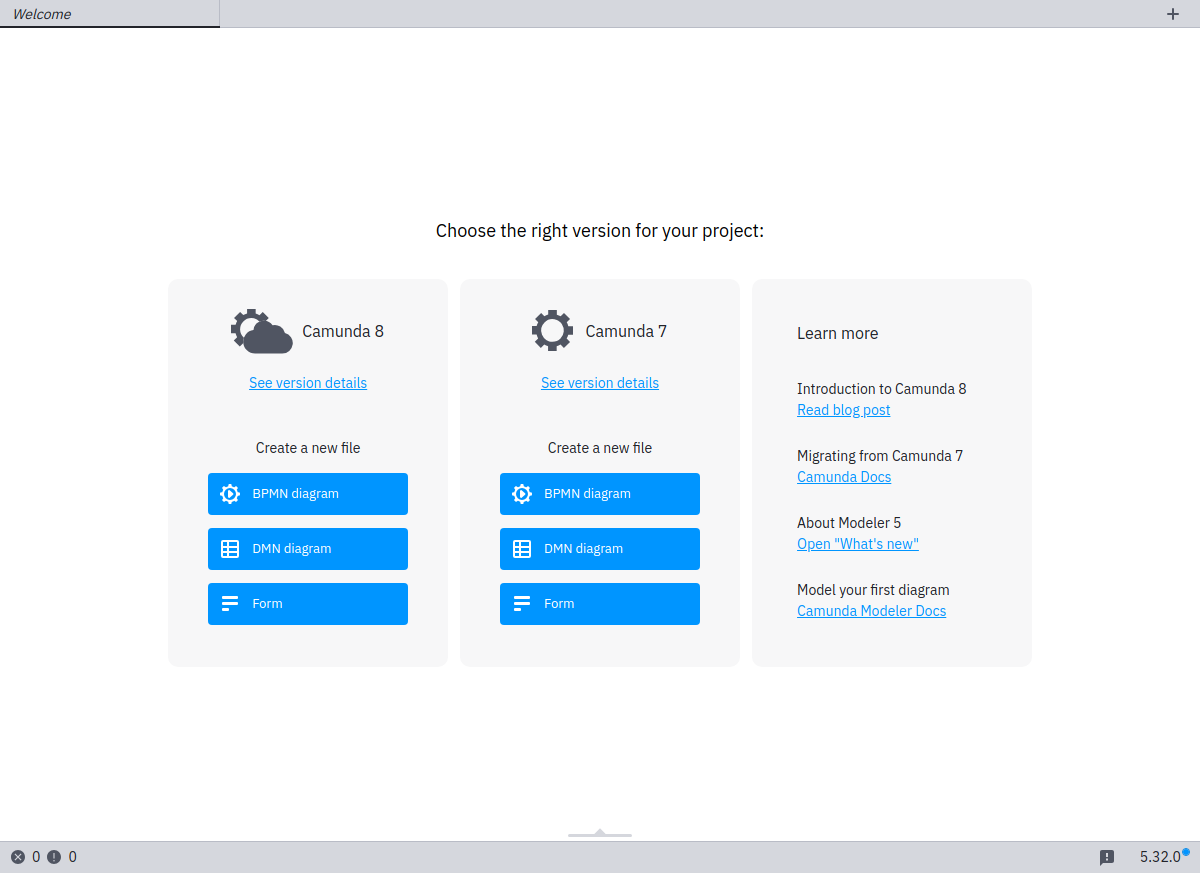 Welcome
Choose the right version for your project:
Camunda 8
See version details
Create a new file
BPMN diagram
DMN diagram
Form
Camunda 7
See version details
Create a new file
BPMN diagram
DMN diagram
Form
Learn more
Introduction to Camunda 8
Read blog post
Migrating from Camunda 7
Camunda Docs
About Modeler 5
Open "What's new"
Model your first diagram
Camunda Modeler Docs
0 0
5.32.0